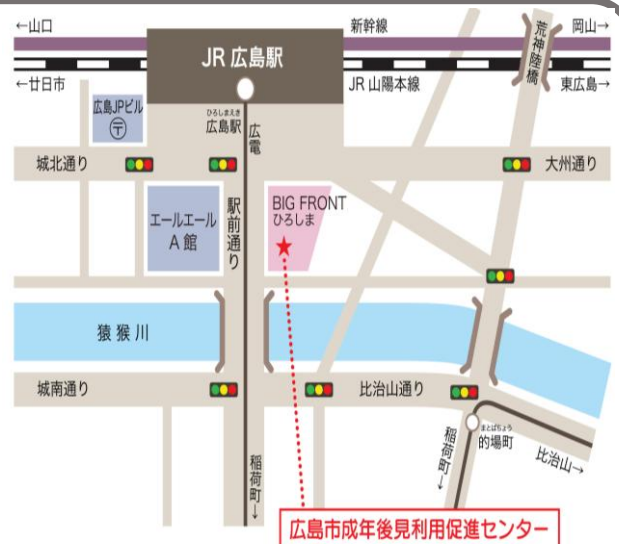 ←山口
新幹線
岡山→
荒神陸橋
JR 広島駅
←廿日市
JR 山陽本線
東広島→
広島JPビル
〒
ひろしまえき
広島駅
広電
城北通り
大州通り
エールエール
A 館
駅前通り
BIG FRONT
ひろしま
猿猴川
城南通り
比治山通り
まとばちょう
的場町
稲荷町→
稲荷町→
比治山→
広島市成年後見利用促進センター